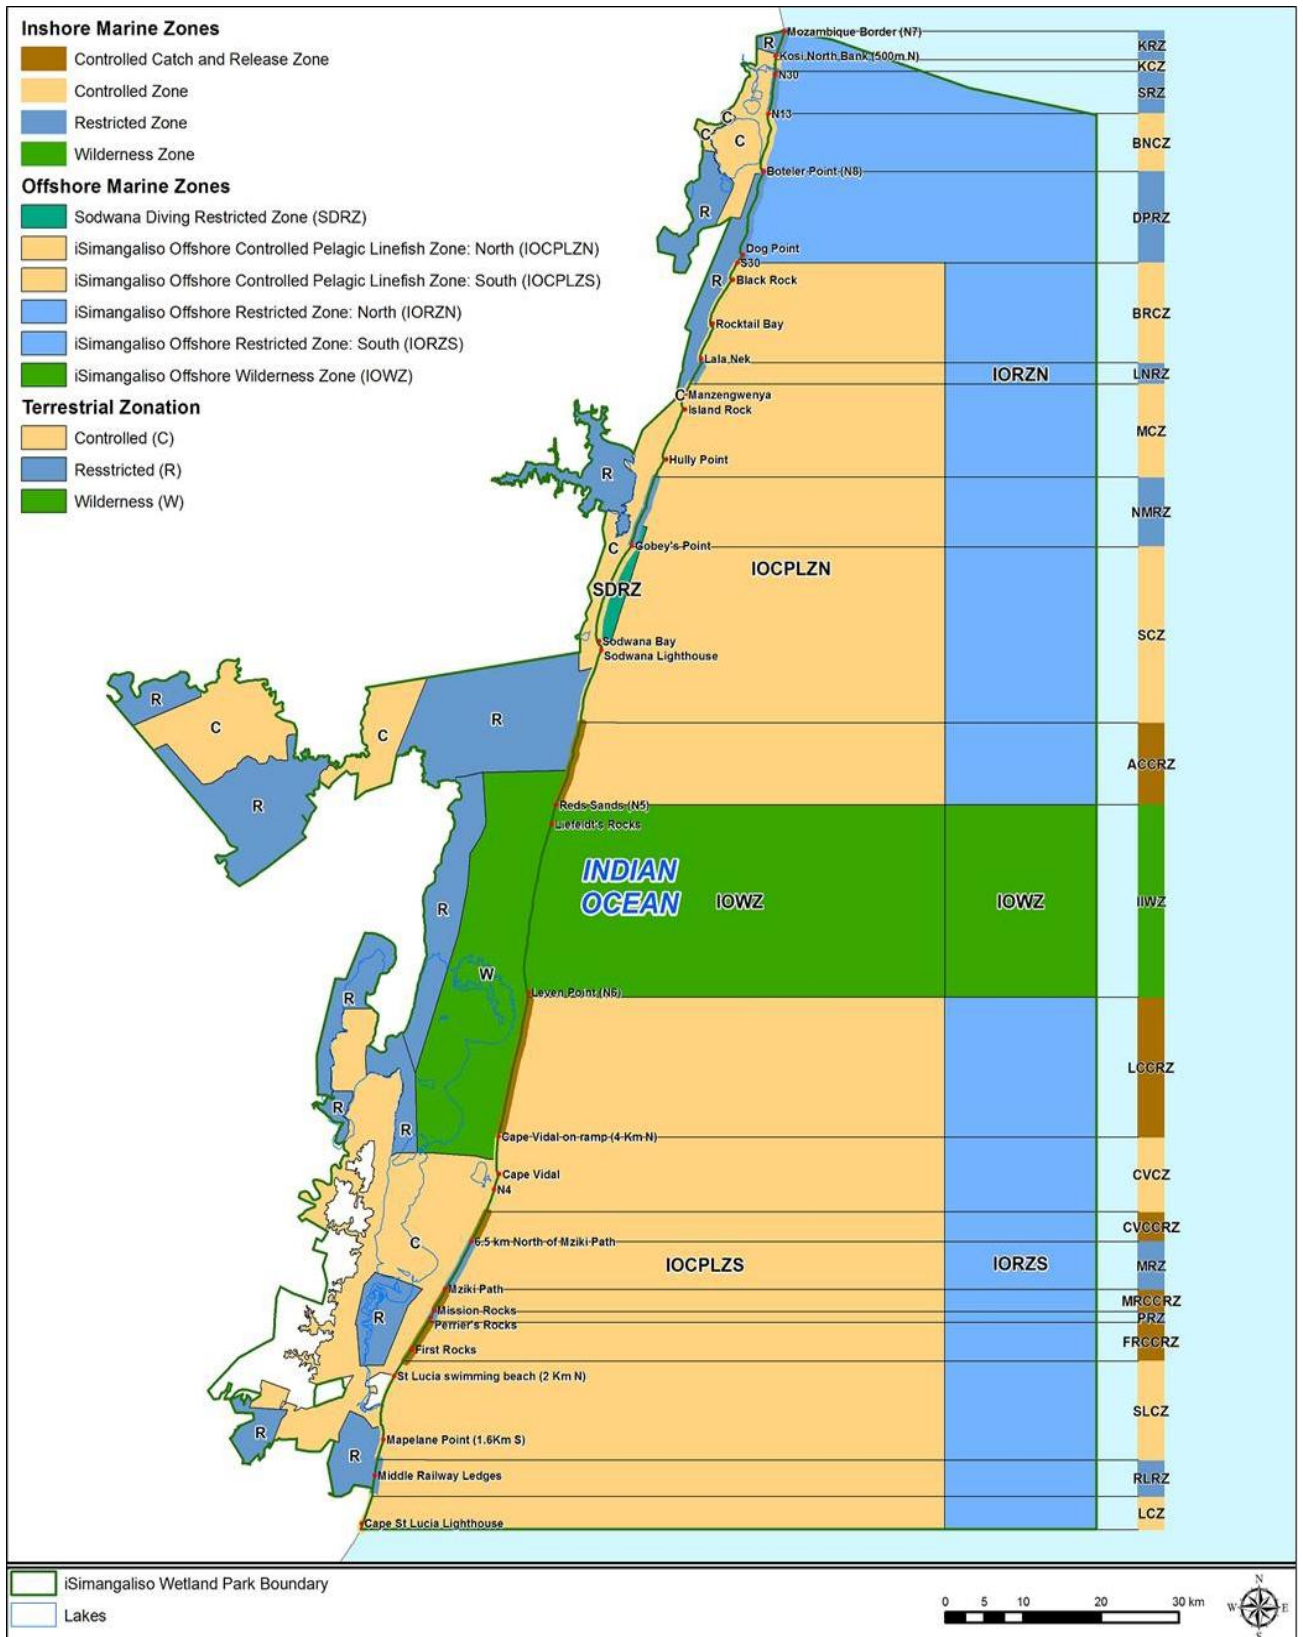 Inshore Marine Zones
Controlled Catch and Release Zone
Controlled Zone
Restricted Zone
Wilderness Zone
Offshore Marine Zones
Sodwana Diving Restricted Zone (SDRZ)
iSimangaliso Offshore Controlled Pelagic Linefish Zone: North (IOCPLZN)
iSimangaliso Offshore Controlled Pelagic Linefish Zone: South (IOCPLZS)
iSimangaliso Offshore Restricted Zone: North (IORZN)
iSimangaliso Offshore Restricted Zone: South (IORZS)
iSimangaliso Offshore Wilderness Zone (IOWZ)
Terrestrial Zonation
Controlled (C)
Resstricted (R)
Wilderness (W)
Mozambique Border (N7)
R
KRZ
Kosi North Bank (500m N)
KCZ
N30
SRZ
N13
C
C
C
BNCZ
Boteler Point (N8)
R
DPRZ
Dog Point
S30
R
Black Rock
BRCZ
Rocktail Bay
Lala Nek
IORZN
LNRZ
C
Manzengwenya
Island Rock
MCZ
Hully Point
R
NMRZ
C
Gobey's Point
IOCPLZN
SDRZ
SCZ
Sodwana Bay
Sodwana Lighthouse
R
C
C
R
ACCRZ
R
Reds Sands (N5)
Liefeldt's Rocks
INDIAN
OCEAN
IOWZ
IOWZ
IIWZ
R
W
Leven Point (N6)
R
LCCRZ
R
R
Cape Vidal on ramp (4 Km N)
Cape Vidal
CVCZ
N4
CVCCRZ
C
6.5 km North of Mziki Path
IOCPLZS
IORZS
MRZ
Mziki Path
MRCCRZ
Mission Rocks
PRZ
R
Perrier's Rocks
FRCCRZ
First Rocks
St Lucia swimming beach (2 Km N)
SLCZ
R
Mapelane Point (1.6Km S)
R
Middle Railway Ledges
RLRZ
LCZ
Cape St Lucia Lighthouse
iSimangaliso Wetland Park Boundary
Lakes
0 5 10 20 30 km
N
W E
S